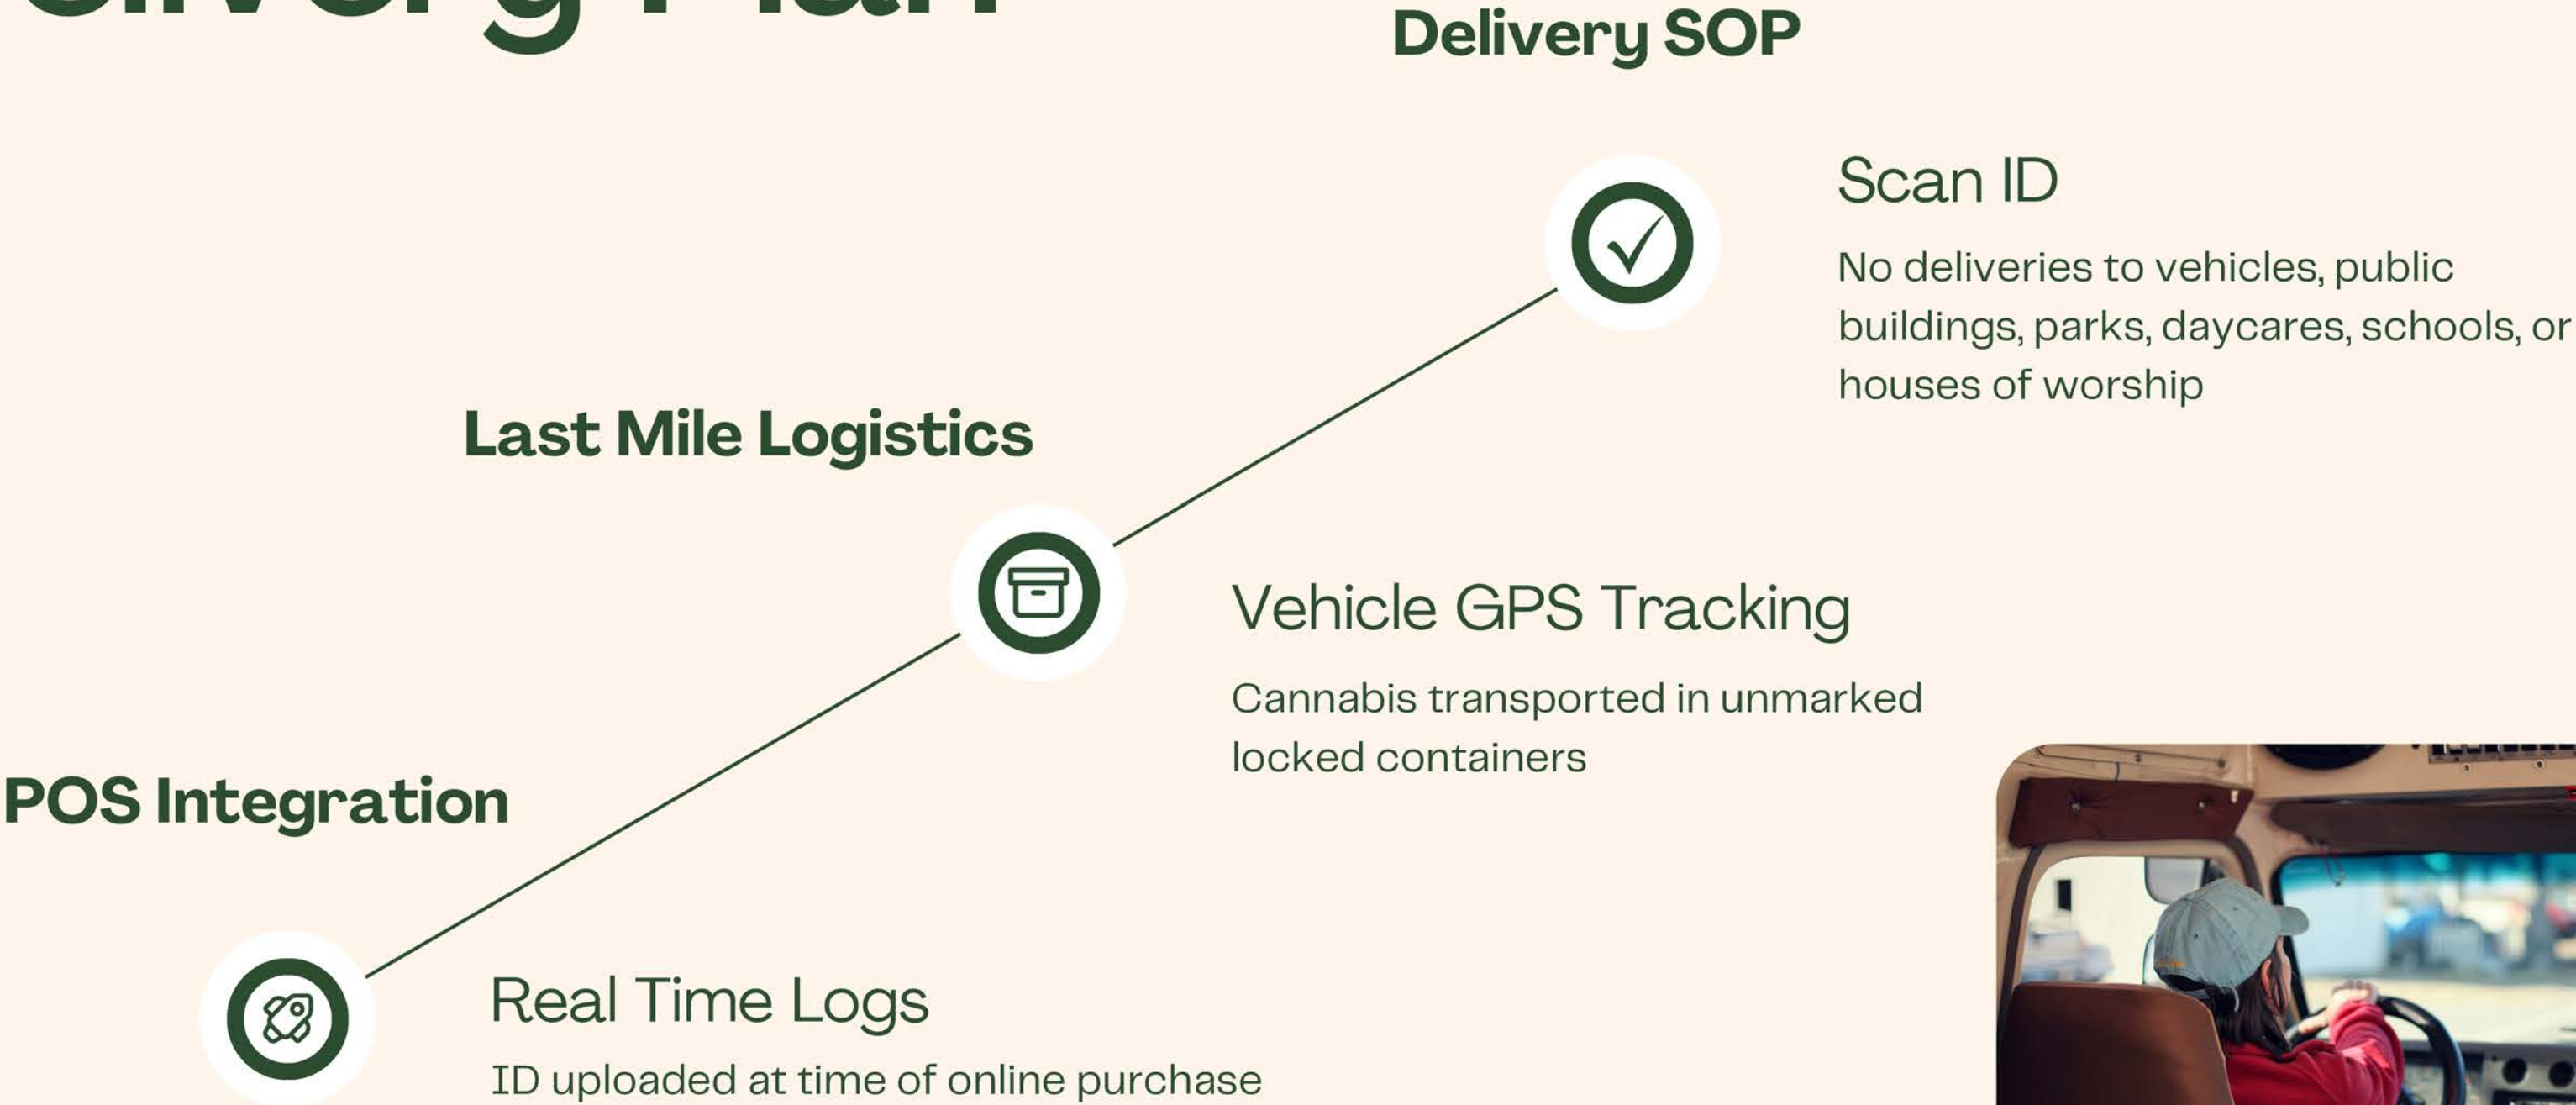 Plan
Delivery SOP
Scan ID
No deliveries to vehicles, public
buildings, parks, daycares, schools, or
houses of worship
Last Mile Logistics
Vehicle GPS Tracking
Cannabis transported in unmarked
locked containers
POS Integration
Real Time Logs
ID uploaded at time of online purchase